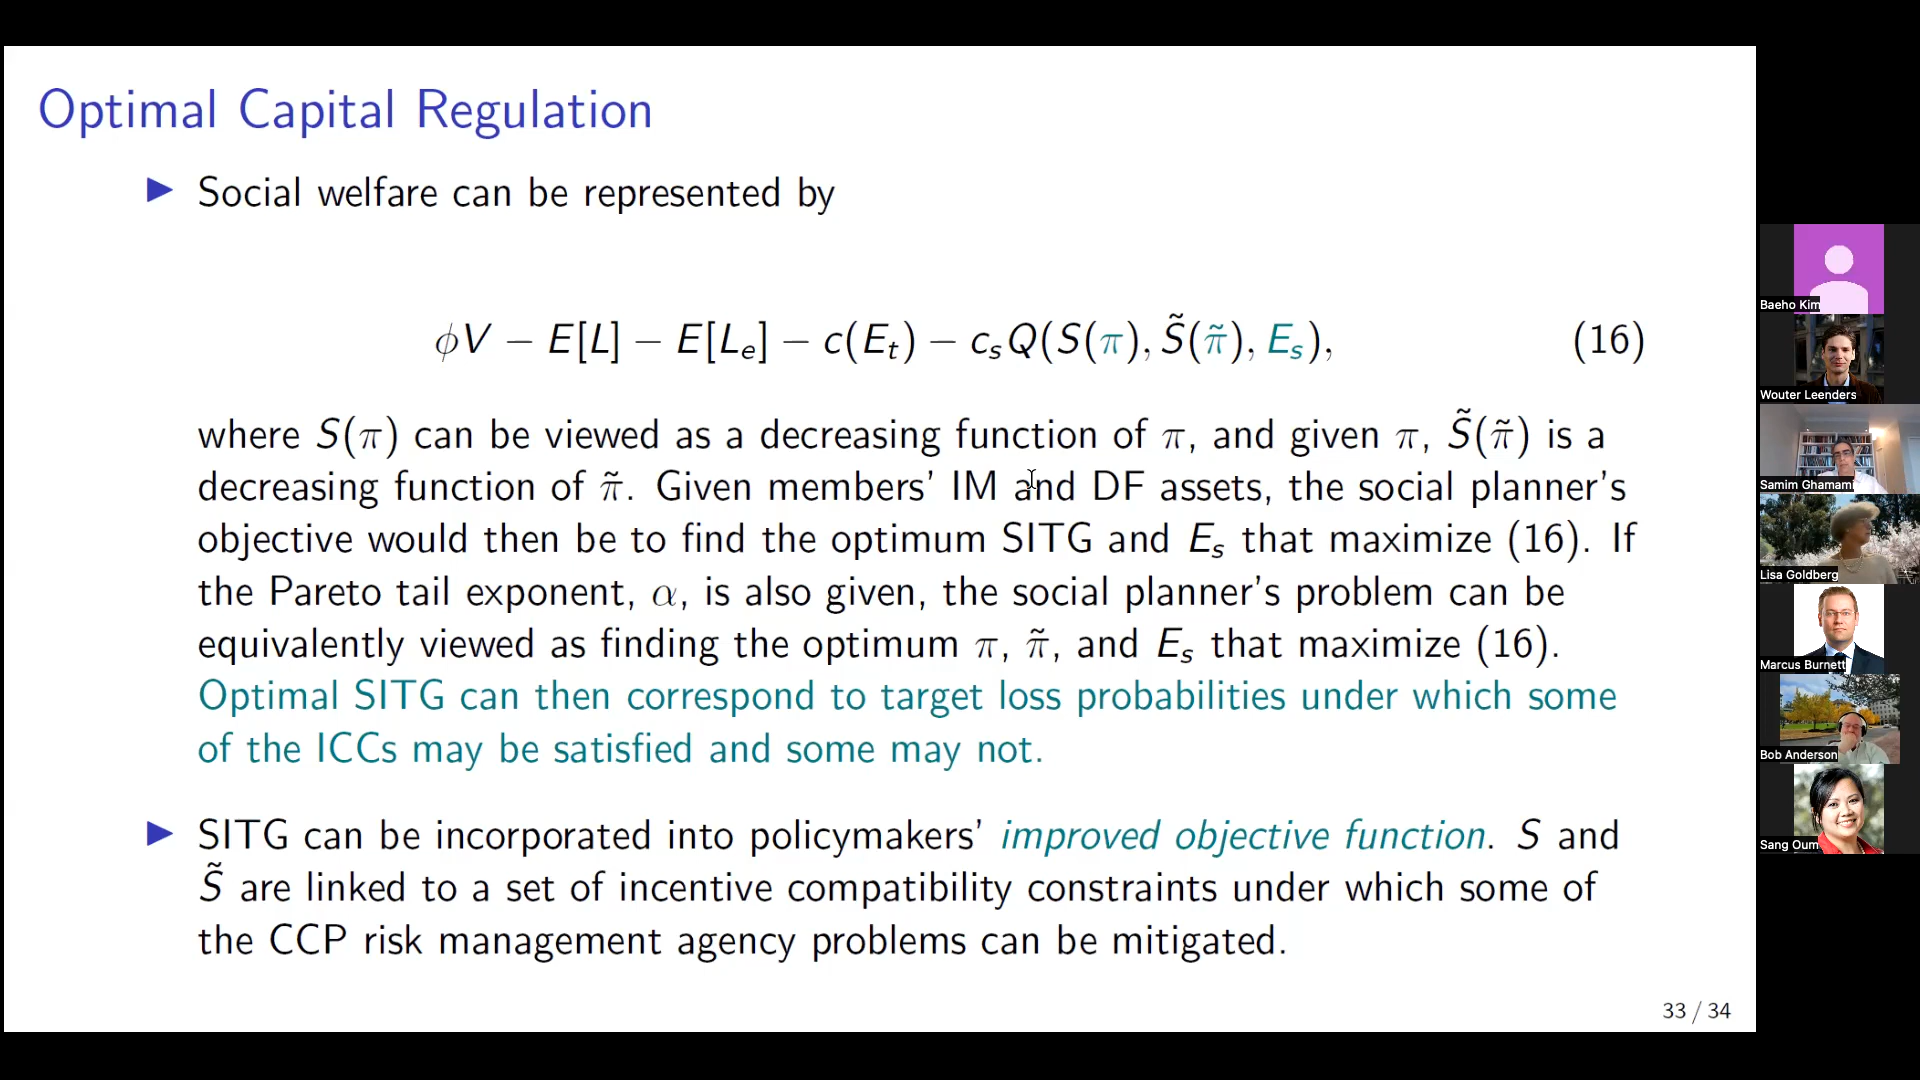 Optimal Capital Regulation
▶ Social welfare can be represented by
ϕV − E[L] − E[Lₑ] − c(Eₜ) − cₛQ(S(π), S̃(π̃), Eₛ), (16)
where S(π) can be viewed as a decreasing function of π, and given π, S̃(π̃) is a
decreasing function of π̃. Given members’ IM and DF assets, the social planner’s
objective would then be to find the optimum SITG and Eₛ that maximize (16). If
the Pareto tail exponent, α, is also given, the social planner’s problem can be
equivalently viewed as finding the optimum π, π̃, and Eₛ that maximize (16).
Optimal SITG can then correspond to target loss probabilities under which some
of the ICCs may be satisfied and some may not.
▶ SITG can be incorporated into policymakers’ improved objective function. S and
S̃ are linked to a set of incentive compatibility constraints under which some of
the CCP risk management agency problems can be mitigated.
33 / 34
Baeho Kim
Wouter Leenders
Samim Ghamami
Lisa Goldberg
Marcus Burnett
Bob Anderson
Sang Oum